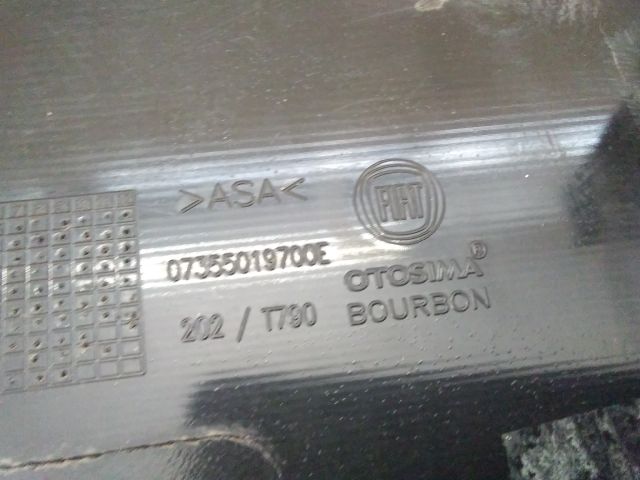 >ASA<
FIAT
07355019700E
OTOSIMA®
202 / T790
BOURBON